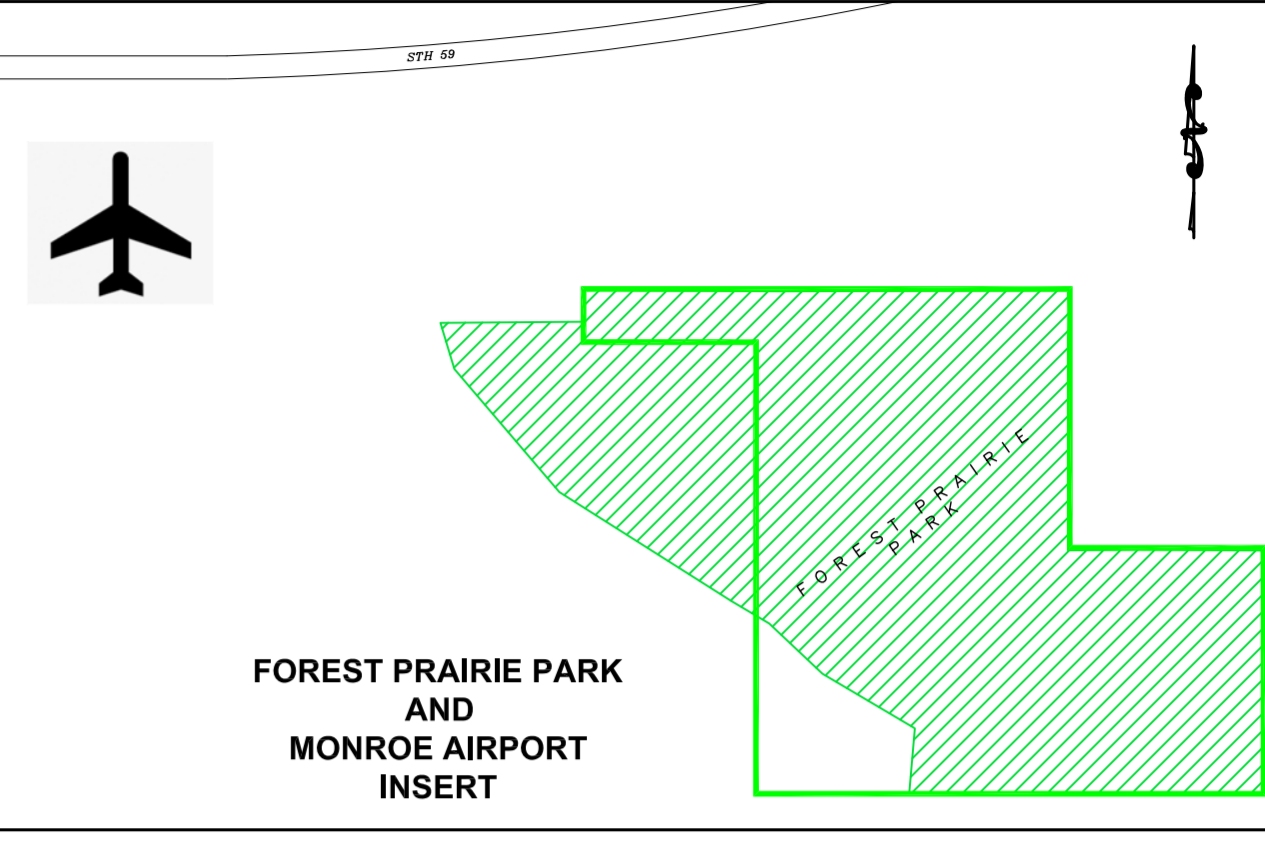 STH 59
FOREST PRAIRIE
PARK
FOREST PRAIRIE PARK
AND
MONROE AIRPORT
INSERT